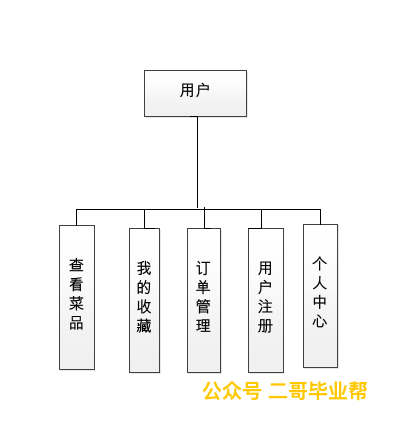 用户
查看菜品
我的收藏
订单管理
用户注册
个人中心
公众号 二哥毕业帮